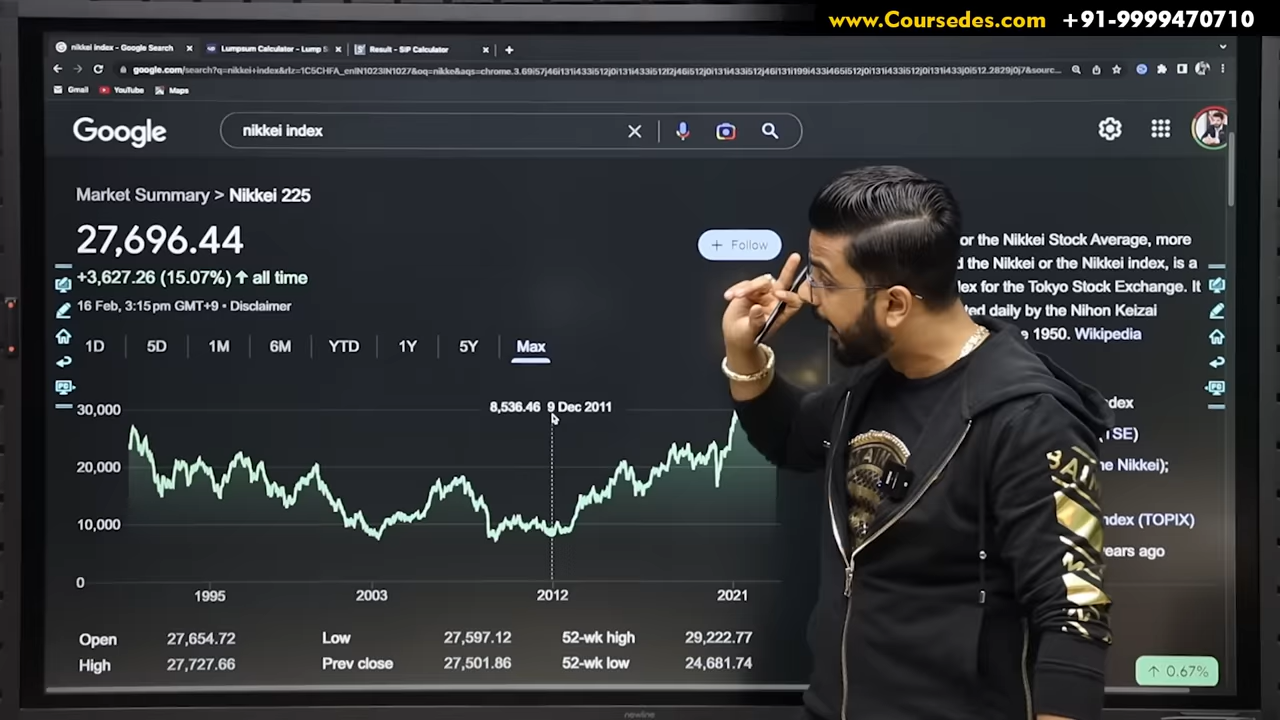 www.Coursedes.com +91-9999470710
nikkei index - Google Search
Lumpsum Calculator - Lump S
Result - SIP Calculator
Gmail YouTube Maps
Google
nikkei index
Market Summary > Nikkei 225
27,696.44
+ Follow
+3,627.26 (15.07%) ↑ all time
16 Feb, 3:15 pm GMT+9 • Disclaimer
1D 5D 1M 6M YTD 1Y 5Y Max
8,536.46 9 Dec 2011
30,000
20,000
10,000
0
1995 2003 2012 2021
Open 27,654.72 Low 27,597.12 52-wk high 29,222.77
High 27,727.66 Prev close 27,501.86 52-wk low 24,681.74
or the Nikkei Stock Average, more
the Nikkei or the Nikkei index, is a
for the Tokyo Stock Exchange. It
daily by the Nihon Keizai
1950. Wikipedia
(TSE)
Nikkei);
(TOPIX)
ago
↑ 0.67%
newline